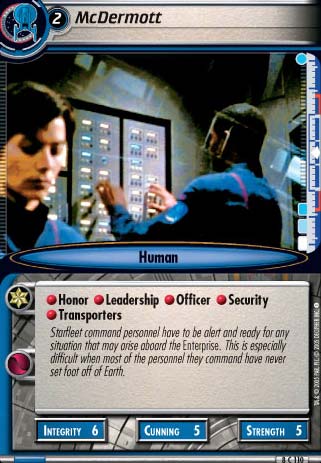 2 McDermott
Human
Honor Leadership Officer Security
Transporters
Starfleet command personnel have to be alert and ready for any
situation that may arise aboard the Enterprise. This is especially
difficult when most of the personnel they command have never
set foot off of Earth.
INTEGRITY 6 CUNNING 5 STRENGTH 5
8 C 110